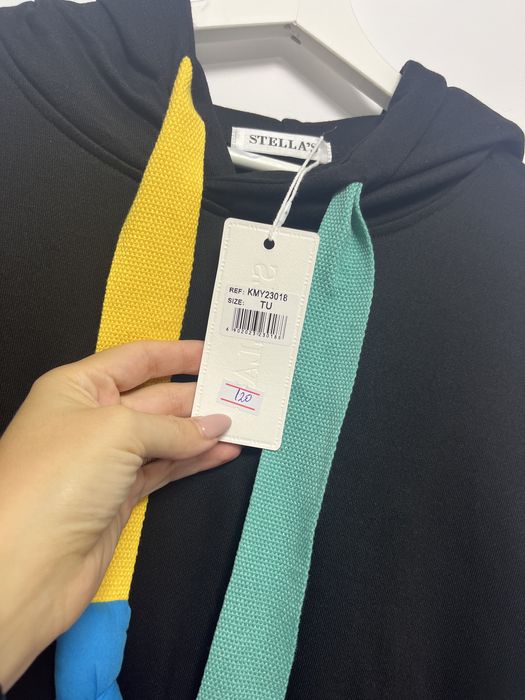 STELLA'S
REF: KMY23018
SIZE: TU
120